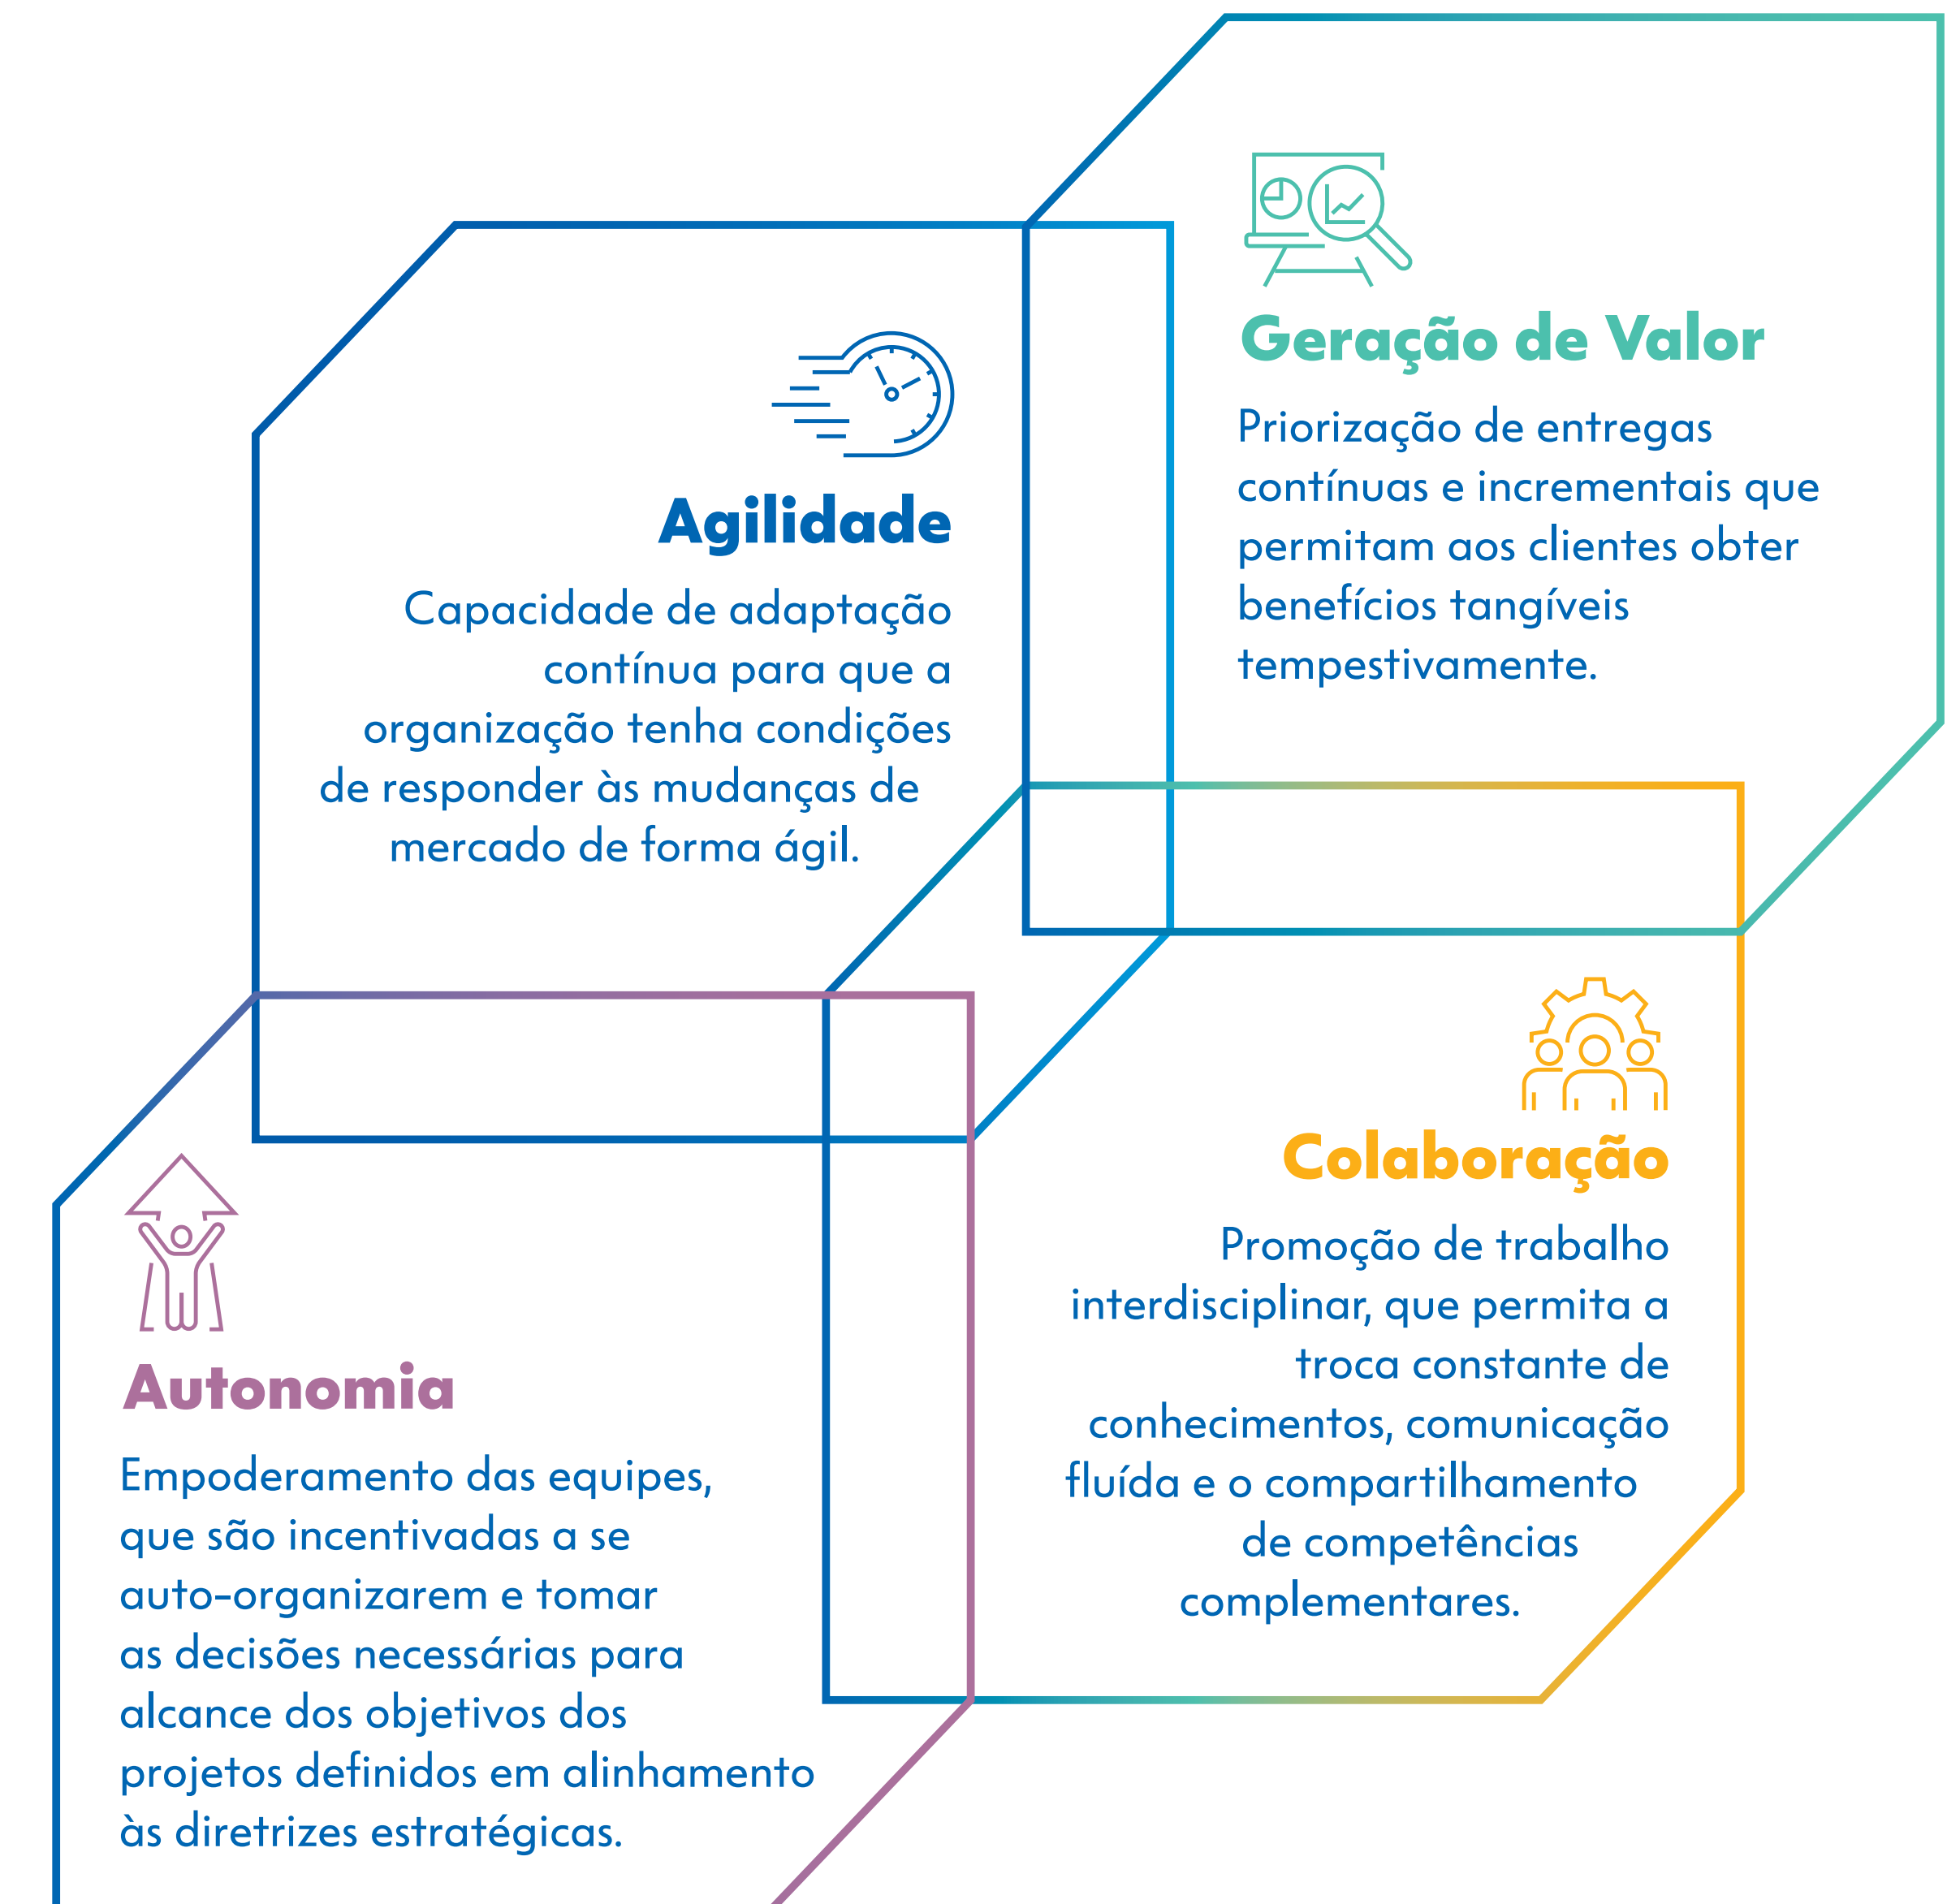 Agilidade
Capacidade de adaptação
contínua para que a
organização tenha condições
de responder às mudanças de
mercado de forma ágil.
Geração de Valor
Priorização de entregas
contínuas e incrementais que
permitam aos clientes obter
benefícios tangíveis
tempestivamente.
Autonomia
Empoderamento das equipes,
que são incentivadas a se
auto-organizarem e tomar
as decisões necessárias para
alcance dos objetivos dos
projetos definidos em alinhamento
às diretrizes estratégicas.
Colaboração
Promoção de trabalho
interdisciplinar, que permita a
troca constante de
conhecimentos, comunicação
fluída e o compartilhamento
de competências
complementares.